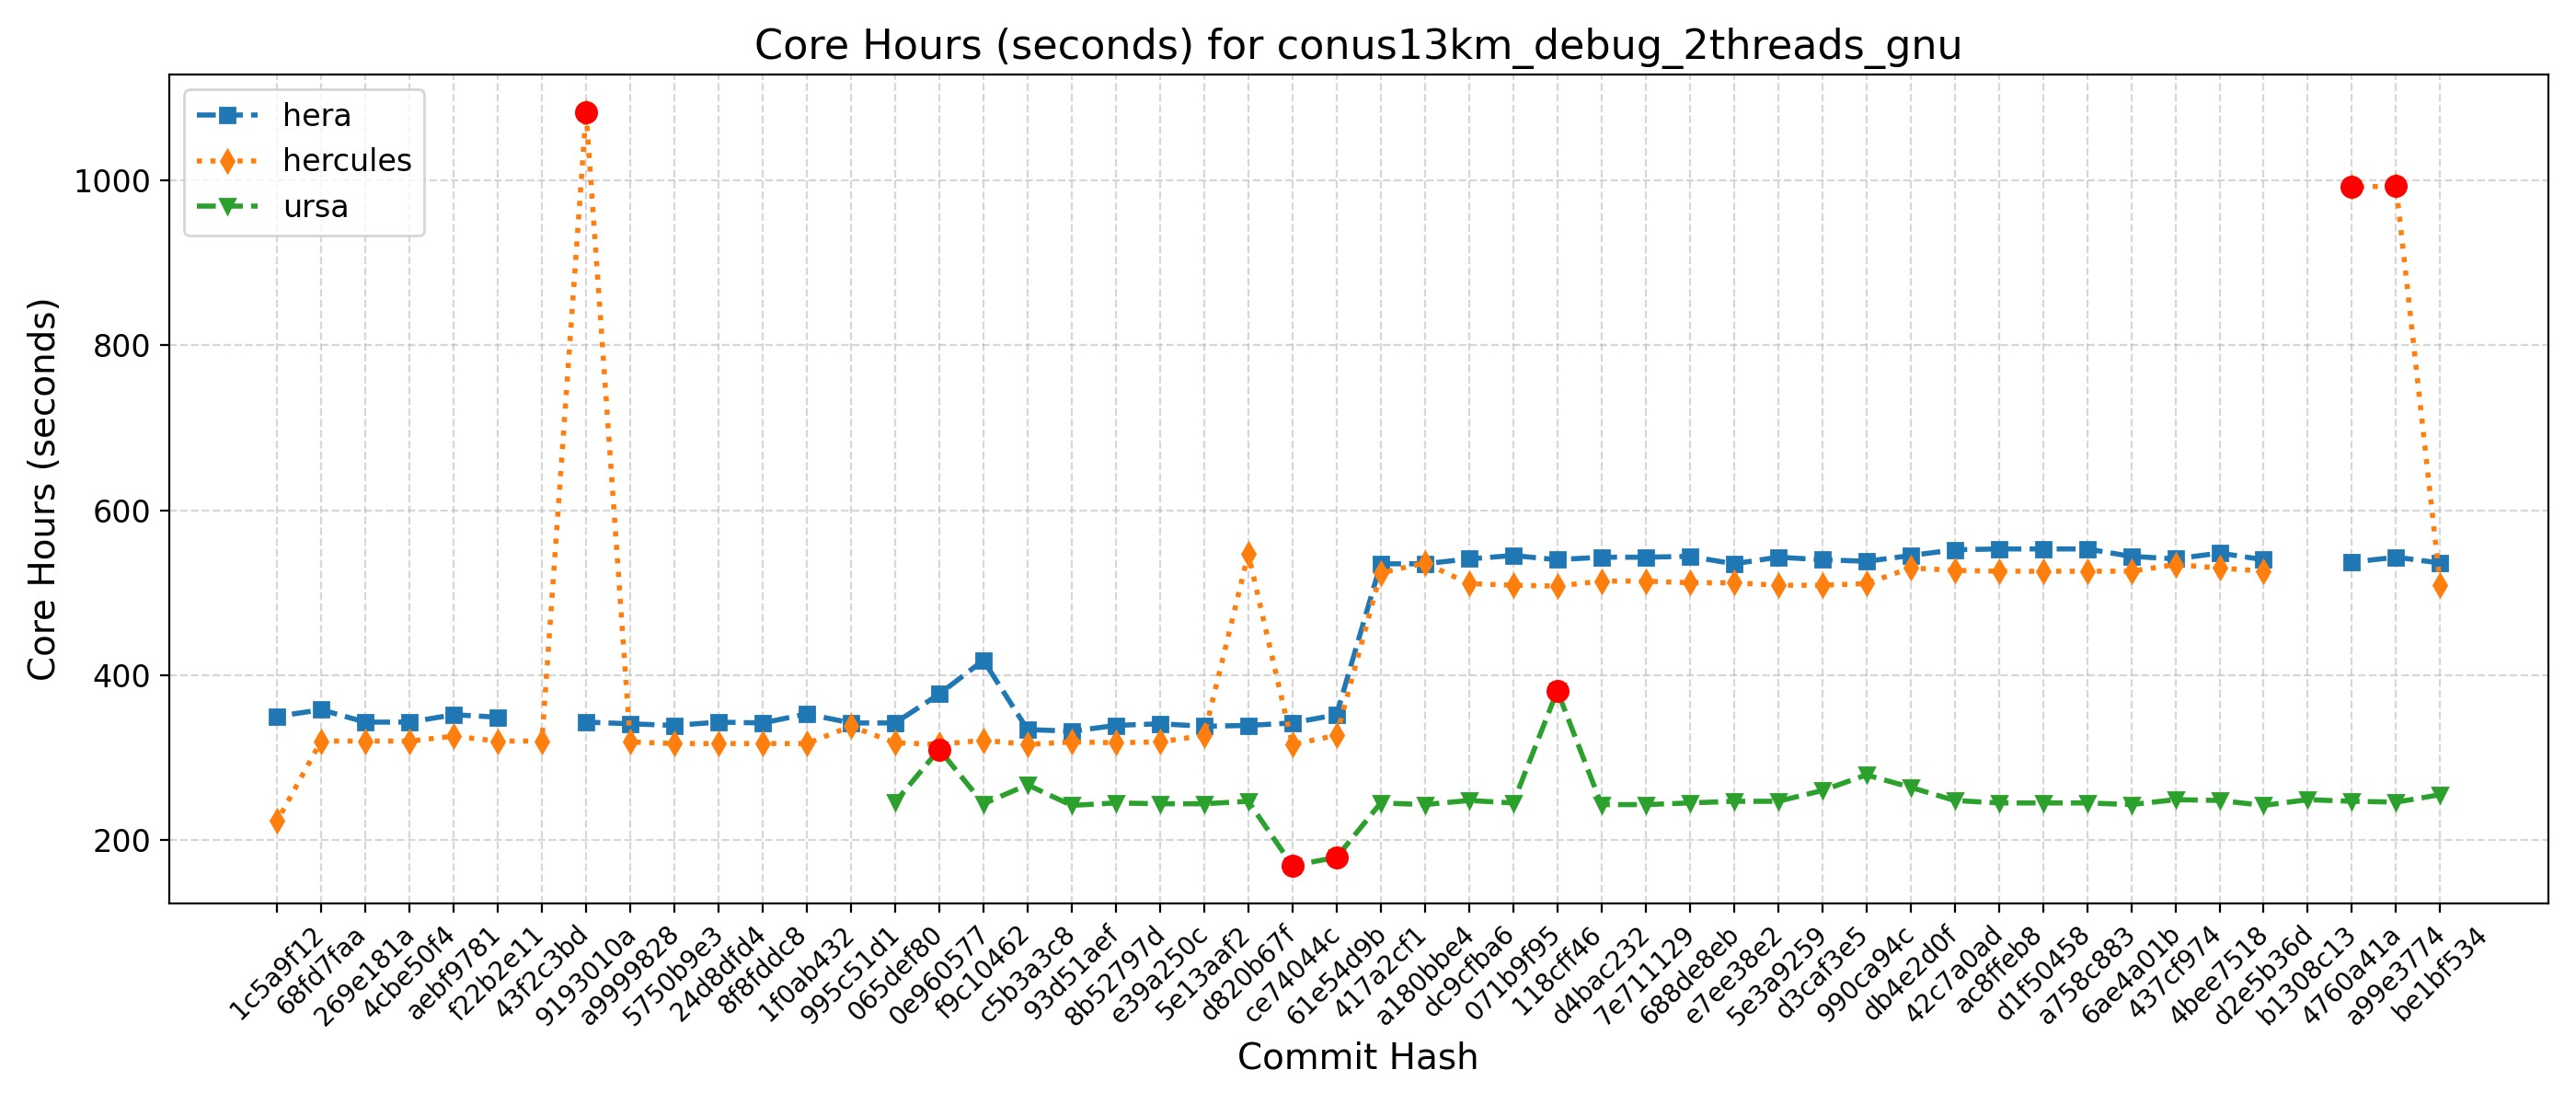 Core Hours (seconds) for conus13km_debug_2threads_gnu
hera
hercules
ursa
Core Hours (seconds)
1000
800
600
400
200
1c5a9f12
68fd7faa
269e181a
4cbe50f4
aebf9781
f22b2e11
43f2c3bd
9193010a
a9999828
5750b9e3
24d8dfd4
8f8fddc8
1f0ab432
995c51d1
065def80
0e960577
f9c10462
c5b3a3c8
93d51aef
8b52797d
e39a250c
5e13aaf2
d820b67f
ce74044c
61e54d9b
417a2cf1
a180bbe4
dc9cfba6
071b9f95
118cff46
d4bac232
7e711129
688de8eb
e7ee38e2
5e3a9259
d3caf3e5
990ca94c
db4e2d0f
42c7a0ad
ac8ffeb8
d1f50458
a758c883
6ae4a01b
437cf974
4bee7518
d2e5b36d
b1308c13
4760a41a
a99e3774
be1bf534
Commit Hash